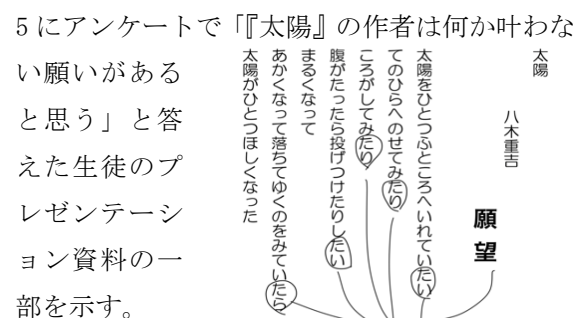 5 にアンケートで「『太陽』の作者は何か叶わな
い願いがある
と思う」と答
えた生徒のプ
レゼンテーシ
ョン資料の一
部を示す。
願望
太陽
八木重吉
太陽をひとつふところへいれていたい
てのひらへのせてみたり
ころがしてみたり
腹がたったら投げつけたりしたい
まるくなって
あかくなって落ちてゆくのをみていたら
太陽がひとつほしくなった